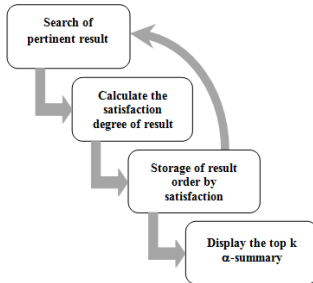 Search of
pertinent result
Calculate the
satisfaction
degree of result
Storage of result
order by
satisfaction
Display the top k
α-summary